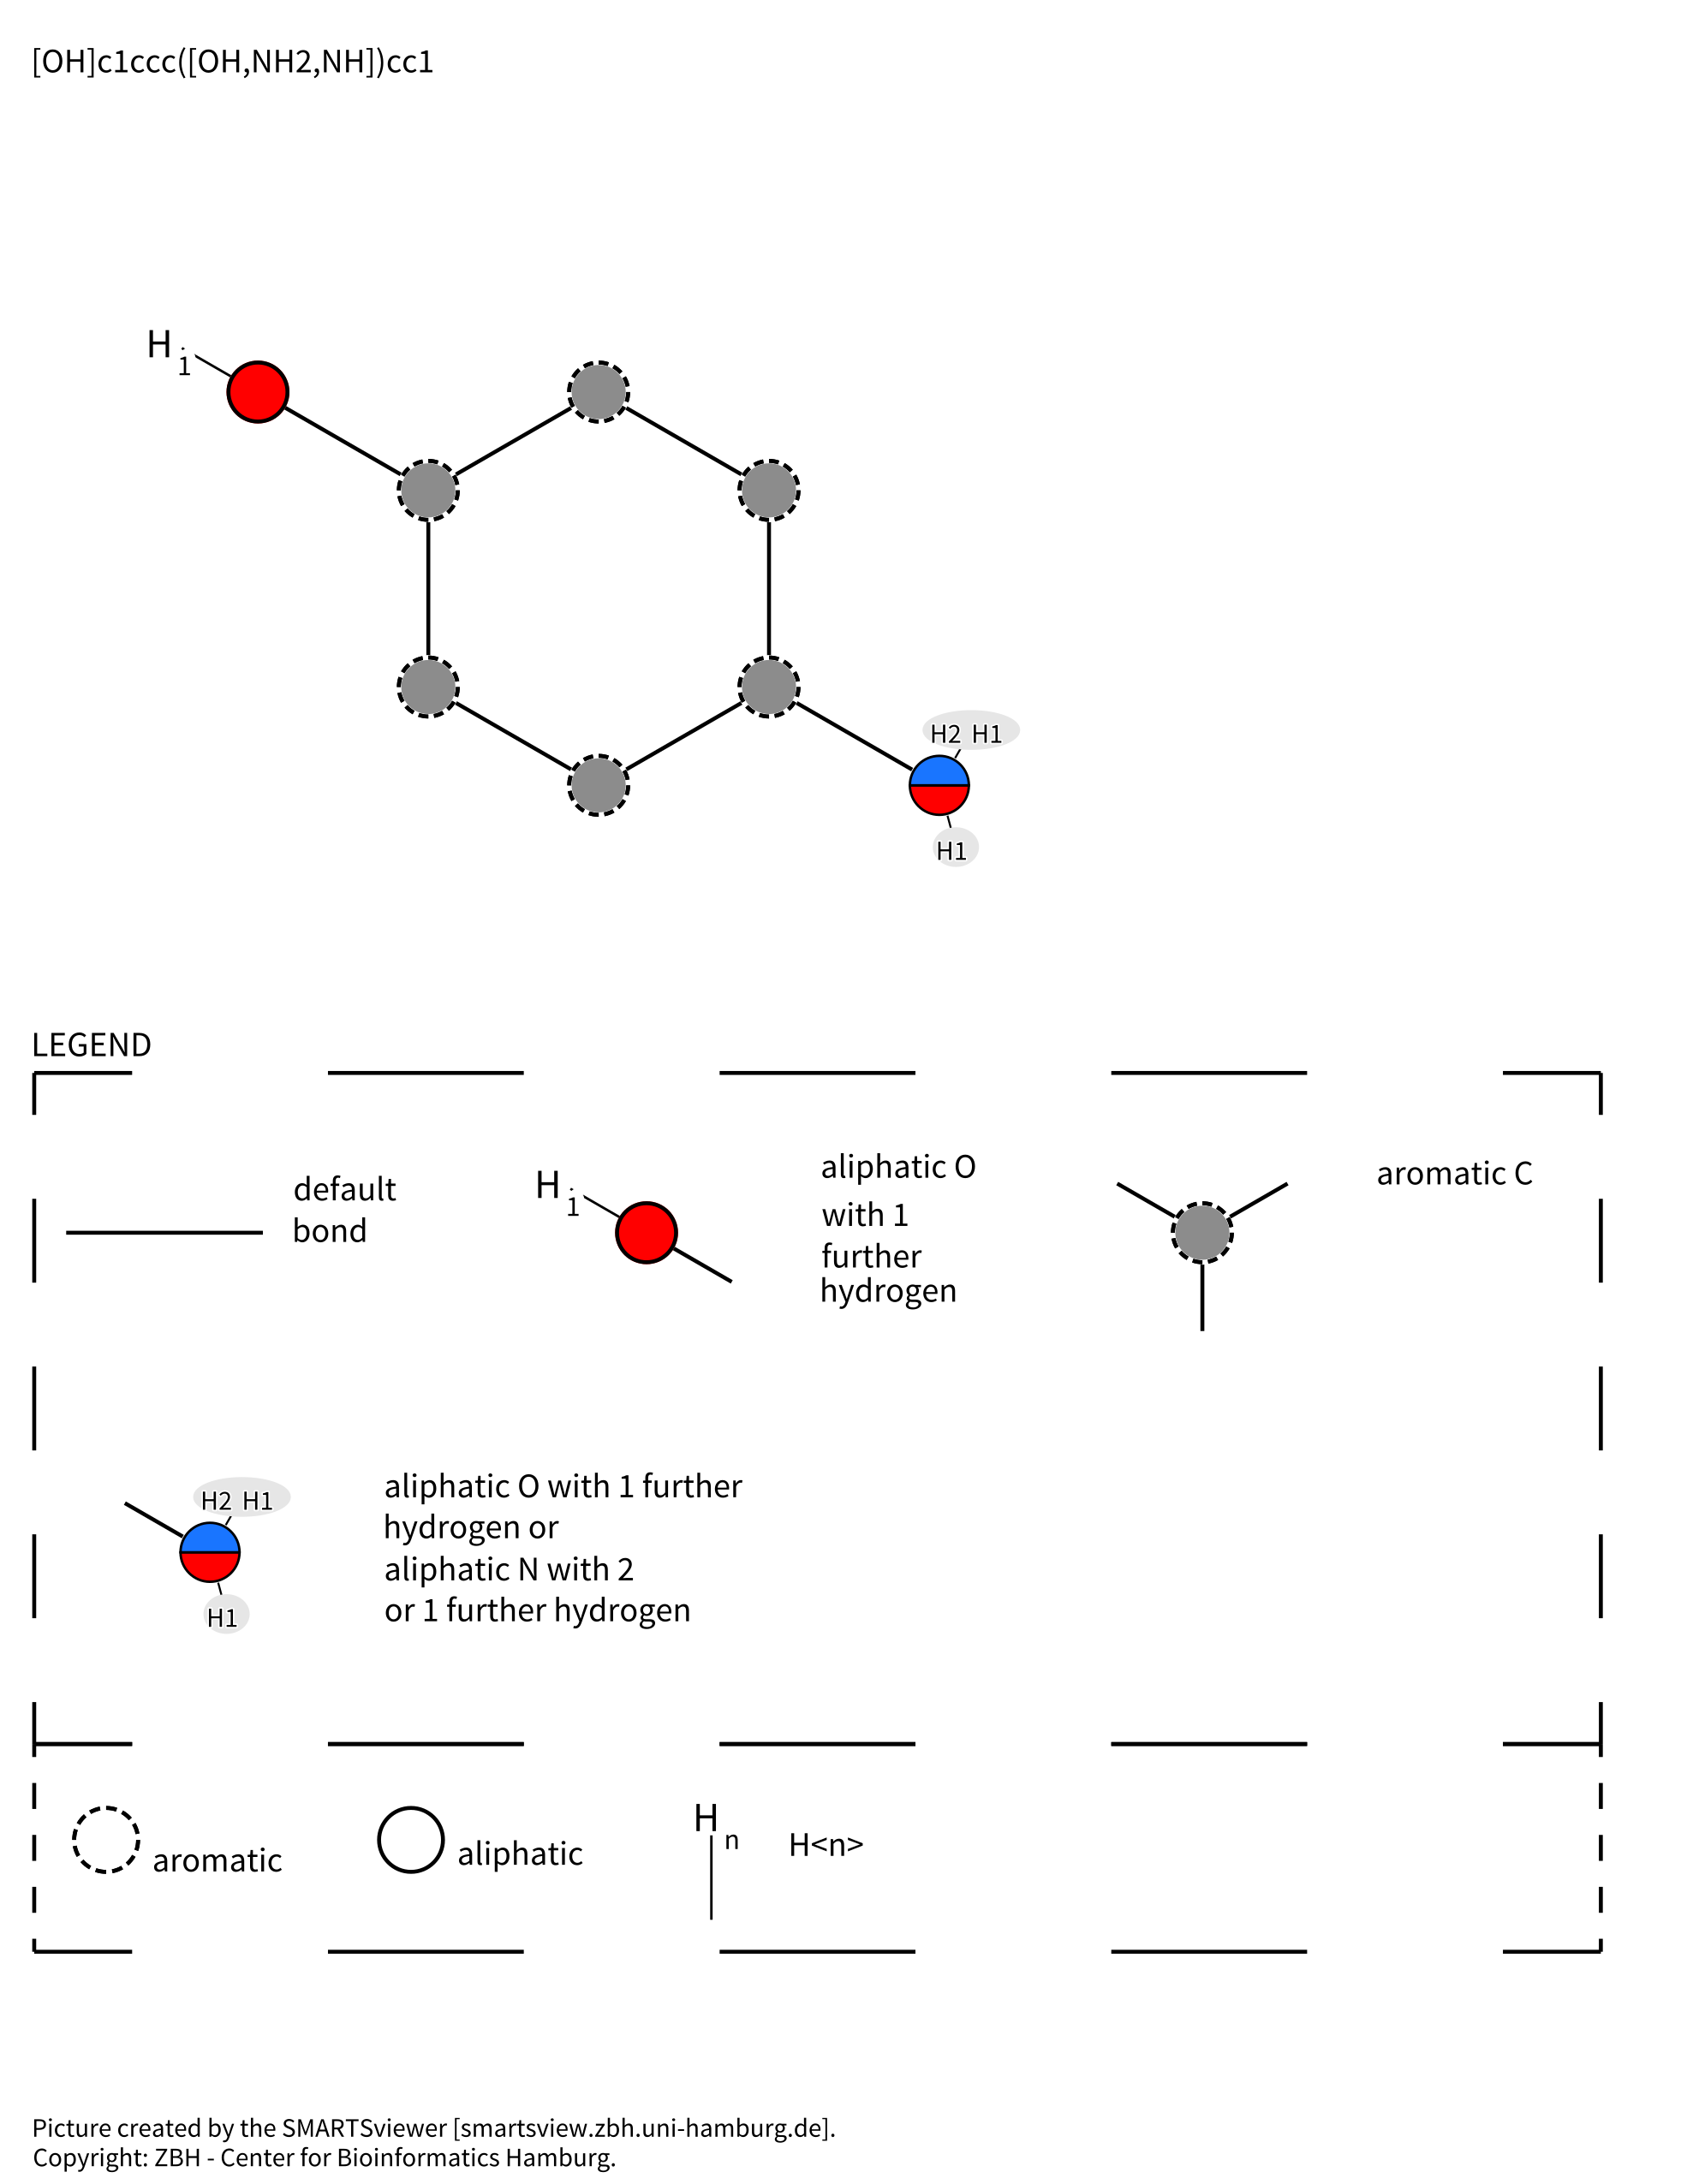 [OH]c1ccc([OH,NH2,NH])cc1
H 1
H2 H1
H1
LEGEND
default
bond
H 1
aliphatic O
with 1
further
hydrogen
aromatic C
H2 H1
H1
aliphatic O with 1 further
hydrogen or
aliphatic N with 2
or 1 further hydrogen
aromatic
aliphatic
H n
H<n>
Picture created by the SMARTSviewer [smartsview.zbh.uni-hamburg.de].
Copyright: ZBH - Center for Bioinformatics Hamburg.